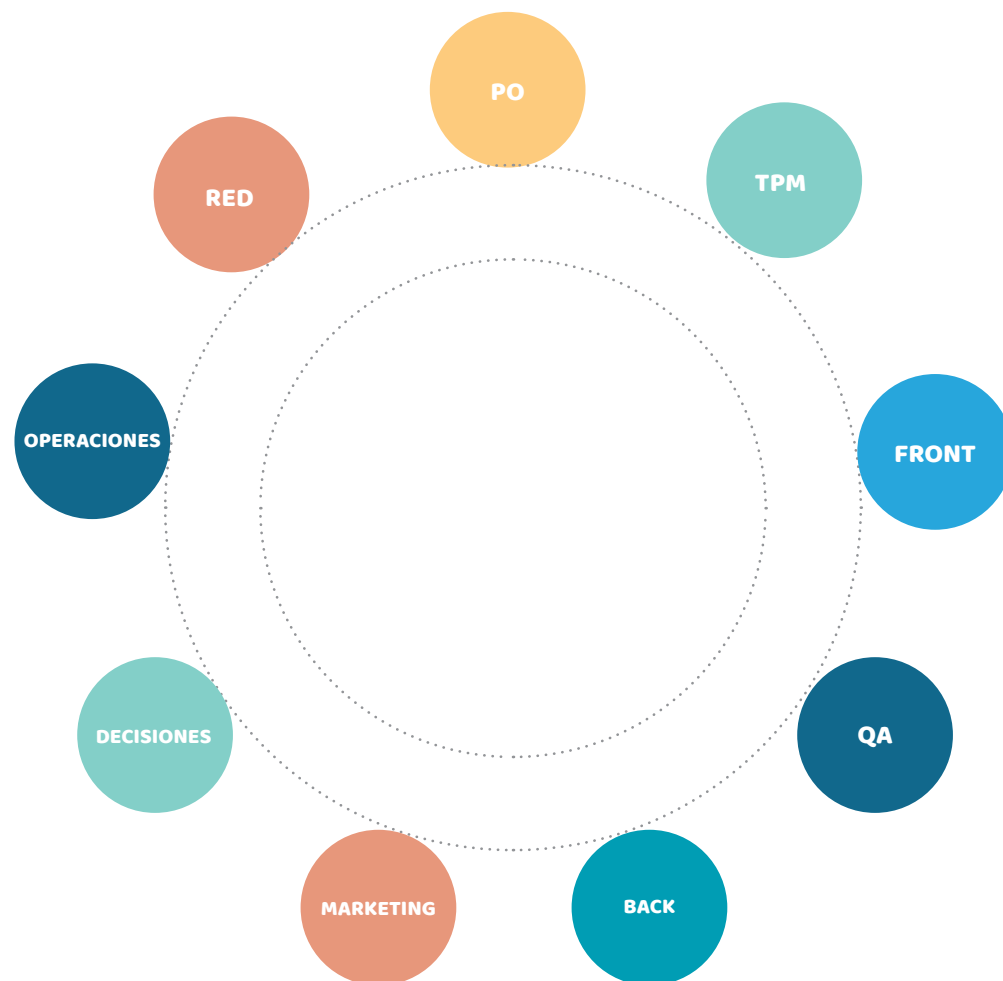 PO
TPM
RED
OPERACIONES
FRONT
DECISIONES
QA
MARKETING
BACK